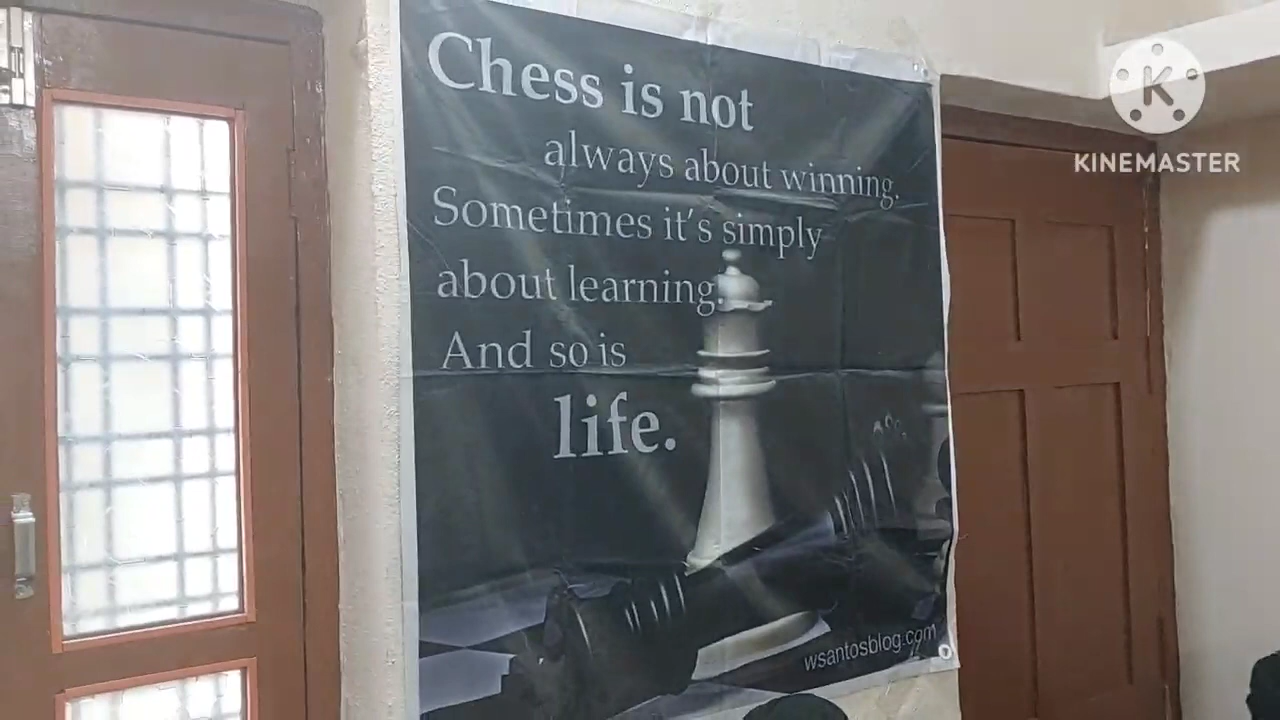 Chess is not
always about winning.
Sometimes it's simply
about learning.
And so is
life.
wsantosblog.com
K
KINEMASTER